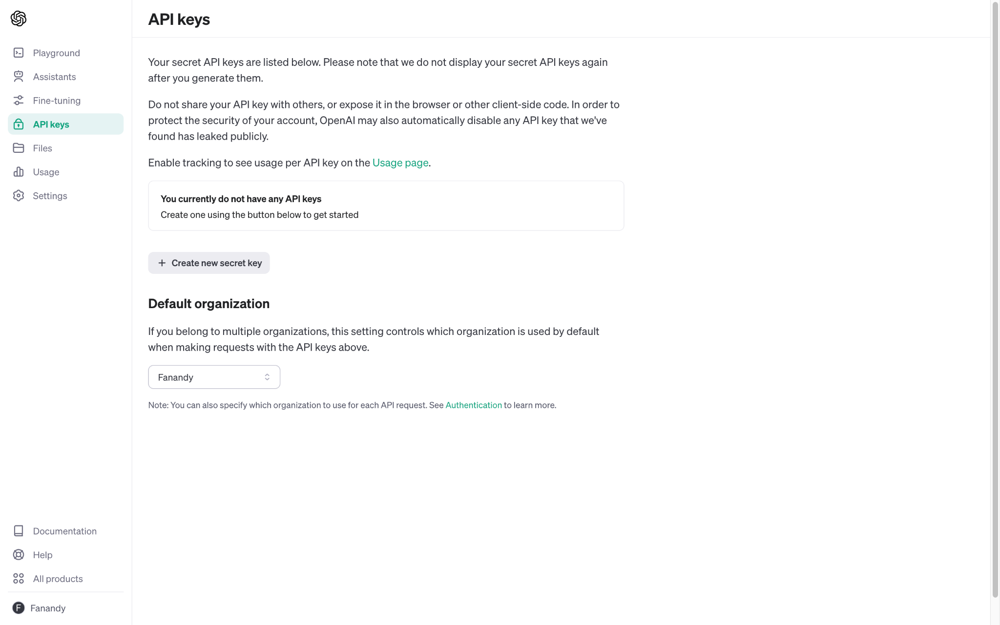 Playground
Assistants
Fine-tuning
API keys
Files
Usage
Settings
Documentation
Help
All products
F Fanandy
API keys
Your secret API keys are listed below. Please note that we do not display your secret API keys again
after you generate them.
Do not share your API key with others, or expose it in the browser or other client-side code. In order to
protect the security of your account, OpenAI may also automatically disable any API key that we've
found has leaked publicly.
Enable tracking to see usage per API key on the Usage page.
You currently do not have any API keys
Create one using the button below to get started
+ Create new secret key
Default organization
If you belong to multiple organizations, this setting controls which organization is used by default
when making requests with the API keys above.
Fanandy
Note: You can also specify which organization to use for each API request. See Authentication to learn more.